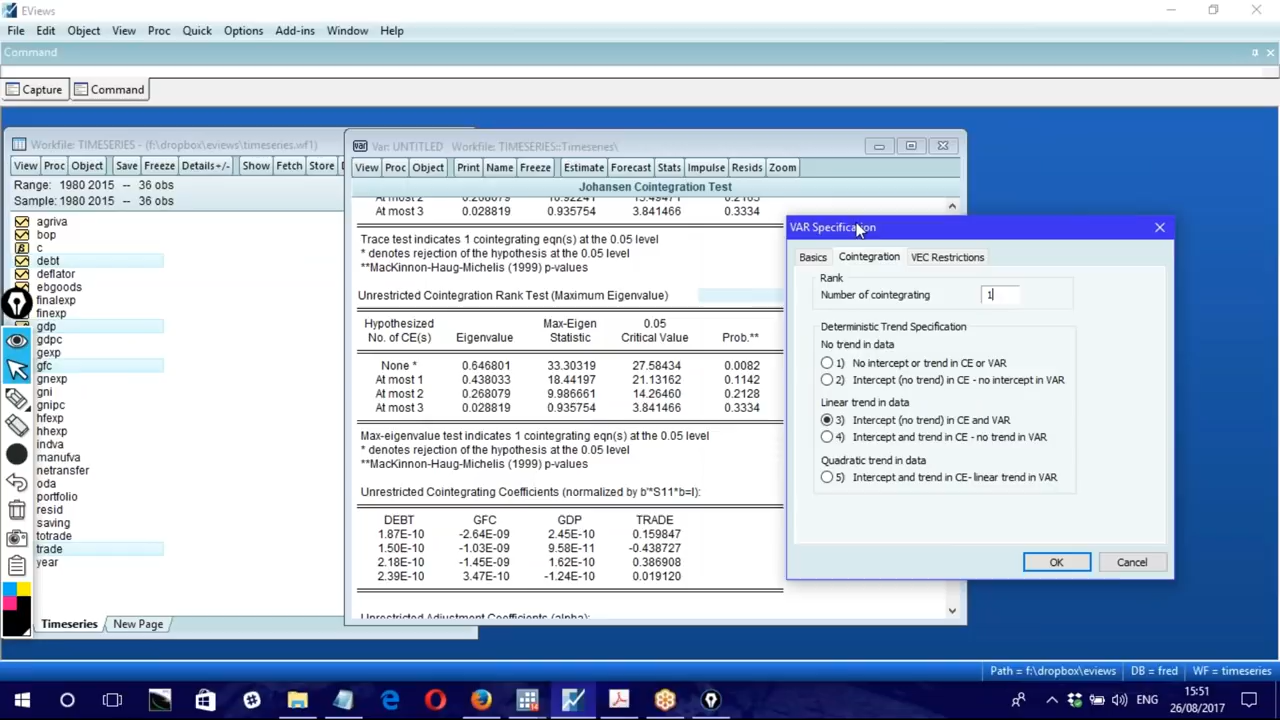 EViews
File Edit Object View Proc Quick Options Add-ins Window Help
Command
Capture Command
Workfile: TIMESERIES - (f:\dropbox\eviews\timeseries.wf1)
View Proc Object Save Freeze Details+/- Show Fetch Store
Range: 1980 2015 -- 36 obs
Sample: 1980 2015 -- 36 obs
agriva
bop
c
debt
deflator
ebgoods
finalexp
finexp
gdp
gdpc
gexp
gfc
gnexp
gni
gnipc
hfexp
hhexp
indva
manufva
netransfer
oda
portfolio
resid
saving
totrade
trade
year
Timeseries New Page
Var: UNTITLED Workfile: TIMESERIES::Timeseries\
View Proc Object Print Name Freeze Estimate Forecast Stats Impulse Resids Zoom
Johansen Cointegration Test
At most 3 0.028819 0.935754 3.841466 0.3334
Trace test indicates 1 cointegrating eqn(s) at the 0.05 level
* denotes rejection of the hypothesis at the 0.05 level
**MacKinnon-Haug-Michelis (1999) p-values
Unrestricted Cointegration Rank Test (Maximum Eigenvalue)
Hypothesized Max-Eigen 0.05
No. of CE(s) Eigenvalue Statistic Critical Value Prob.**
None * 0.646801 33.30319 27.58434 0.0082
At most 1 0.438033 18.44197 21.13162 0.1142
At most 2 0.268079 9.986661 14.26460 0.2128
At most 3 0.028819 0.935754 3.841466 0.3334
Max-eigenvalue test indicates 1 cointegrating eqn(s) at the 0.05 level
* denotes rejection of the hypothesis at the 0.05 level
**MacKinnon-Haug-Michelis (1999) p-values
Unrestricted Cointegrating Coefficients (normalized by b'*S11*b=I):
DEBT GFC GDP TRADE
1.87E-10 -2.64E-09 2.45E-10 0.159847
1.50E-10 -1.03E-09 9.58E-11 -0.438727
2.18E-10 -1.45E-09 1.62E-10 0.386908
2.39E-10 3.47E-10 -1.24E-10 0.019120
Unrestricted Adjustment Coefficients (alpha):
VAR Specification
Basics Cointegration VEC Restrictions
Rank
Number of cointegrating 1
Deterministic Trend Specification
No trend in data
1) No intercept or trend in CE or VAR
2) Intercept (no trend) in CE - no intercept in VAR
Linear trend in data
3) Intercept (no trend) in CE and VAR
4) Intercept and trend in CE - no trend in VAR
Quadratic trend in data
5) Intercept and trend in CE- linear trend in VAR
OK Cancel
Path = f:\dropbox\eviews DB = fred WF = timeseries
ENG 15:51
26/08/2017